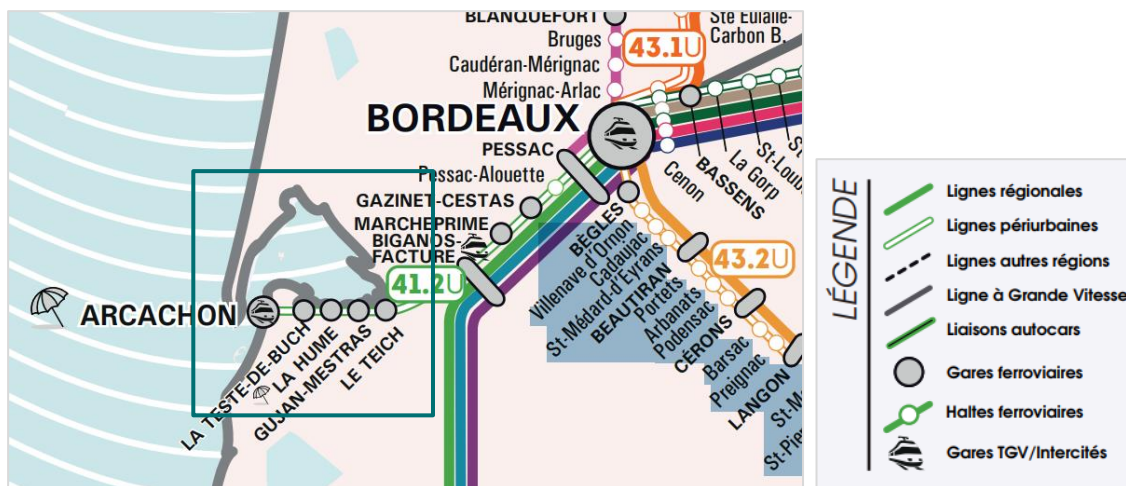 BLANQUEFORT
Bruges
Caudéran-Mérignac
Mérignac-Arlac
43.1U
Ste Eulalie-
Carbon B.
BORDEAUX
PESSAC
Pessac-Alouette
GAZINET-CESTAS
MARCHEPRIME
BIGANOS-
FACTURE
41.2U
ARCACHON
LA TESTE-DE-BUCH
LA HUME
GUJAN-MESTRAS
LE TEICH
Cenon
BASSENS
La Gorp
St-Loub
St
BÈGLES
Villenave d'Ornon
Cadaujac
St-Médard-d'Eyrans
BEAUTIRAN
Portets
Arbanats
Podensac
CÉRONS
Barsac
Preignac
LANGON
St-M
St-Pier
43.2U
LÉGENDE
Lignes régionales
Lignes périurbaines
Lignes autres régions
Ligne à Grande Vitesse
Liaisons autocars
Gares ferroviaires
Haltes ferroviaires
Gares TGV/Intercités